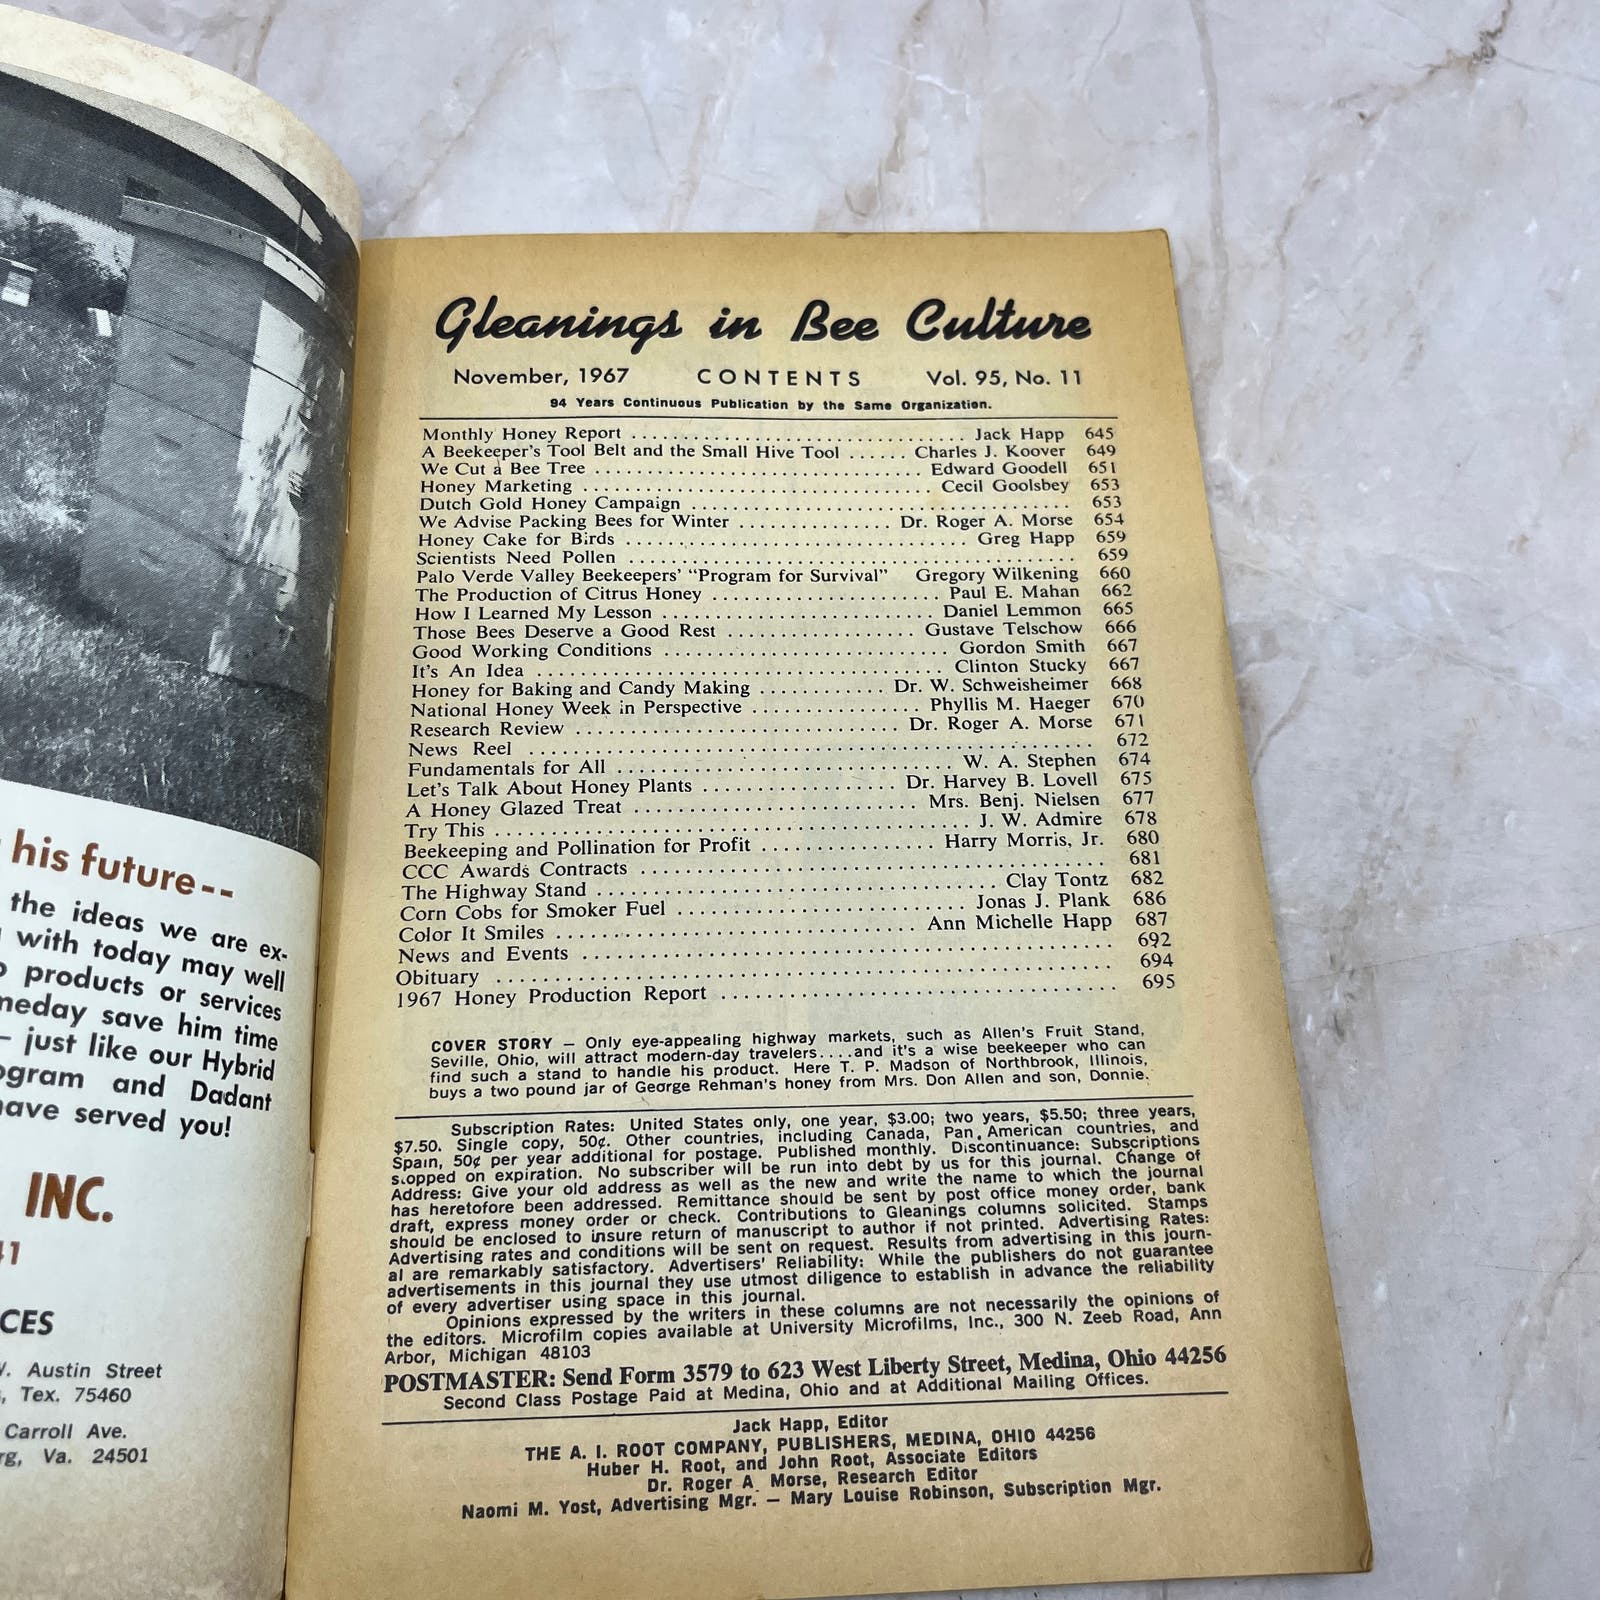 his future--
the ideas we are ex-
with today may well
products or services
meday save him time
– just like our Hybrid
ogram and Dadant
have served you!
INC.
41
CES
W. Austin Street
Tex. 75460
Carroll Ave.
rg, Va. 24501
Gleanings in Bee Culture
November, 1967 CONTENTS Vol. 95, No. 11
94 Years Continuous Publication by the Same Organization.
Monthly Honey Report .................................. Jack Happ 645
A Beekeeper's Tool Belt and the Small Hive Tool ...... Charles J. Koover 649
We Cut a Bee Tree .................................. Edward Goodell 651
Honey Marketing .................................... Cecil Goolsbey 653
Dutch Gold Honey Campaign ....................................... 653
We Advise Packing Bees for Winter ............... Dr. Roger A. Morse 654
Honey Cake for Birds ................................... Greg Happ 659
Scientists Need Pollen ............................................. 659
Palo Verde Valley Beekeepers' "Program for Survival" Gregory Wilkening 660
The Production of Citrus Honey ....................... Paul E. Mahan 662
How I Learned My Lesson ........................... Daniel Lemmon 665
Those Bees Deserve a Good Rest ................... Gustave Telschow 666
Good Working Conditions ............................. Gordon Smith 667
It's An Idea ......................................... Clinton Stucky 667
Honey for Baking and Candy Making ............ Dr. W. Schweisheimer 668
National Honey Week in Perspective ................. Phyllis M. Haeger 670
Research Review ................................. Dr. Roger A. Morse 671
News Reel ...................................................... 672
Fundamentals for All .................................. W. A. Stephen 674
Let's Talk About Honey Plants .................... Dr. Harvey B. Lovell 675
A Honey Glazed Treat .............................. Mrs. Benj. Nielsen 677
Try This ............................................... J. W. Admire 678
Beekeeping and Pollination for Profit ................. Harry Morris, Jr. 680
CCC Awards Contracts ............................................ 681
The Highway Stand ....................................... Clay Tontz 682
Corn Cobs for Smoker Fuel ............................ Jonas J. Plank 686
Color It Smiles .................................. Ann Michelle Happ 687
News and Events ................................................ 692
Obituary ....................................................... 694
1967 Honey Production Report ..................................... 695
COVER STORY — Only eye-appealing highway markets, such as Allen's Fruit Stand,
Seville, Ohio, will attract modern-day travelers....and it's a wise beekeeper who can
find such a stand to handle his product. Here T. P. Madson of Northbrook, Illinois,
buys a two pound jar of George Rehman's honey from Mrs. Don Allen and son, Donnie.
Subscription Rates: United States only, one year, $3.00; two years, $5.50; three years,
$7.50. Single copy, 50¢. Other countries, including Canada, Pan American countries, and
Spain, 50¢ per year additional for postage. Published monthly. Discontinuance: Subscriptions
stopped on expiration. No subscriber will be run into debt by us for this journal. Change of
Address: Give your old address as well as the new and write the name to which the journal
has heretofore been addressed. Remittance should be sent by post office money order, bank
draft, express money order or check. Contributions to Gleanings columns solicited. Stamps
should be enclosed to insure return of manuscript to author if not printed. Advertising Rates:
Advertising rates and conditions will be sent on request. Results from advertising in this journ-
al are remarkably satisfactory. Advertisers' Reliability: While the publishers do not guarantee
advertisements in this journal they use utmost diligence to establish in advance the reliability
of every advertiser using space in this journal.
Opinions expressed by the writers in these columns are not necessarily the opinions of
the editors. Microfilm copies available at University Microfilms, Inc., 300 N. Zeeb Road, Ann
Arbor, Michigan 48103
POSTMASTER: Send Form 3579 to 623 West Liberty Street, Medina, Ohio 44256
Second Class Postage Paid at Medina, Ohio and at Additional Mailing Offices.
Jack Happ, Editor
THE A. I. ROOT COMPANY, PUBLISHERS, MEDINA, OHIO 44256
Huber H. Root, and John Root, Associate Editors
Dr. Roger A. Morse, Research Editor
Naomi M. Yost, Advertising Mgr. — Mary Louise Robinson, Subscription Mgr.